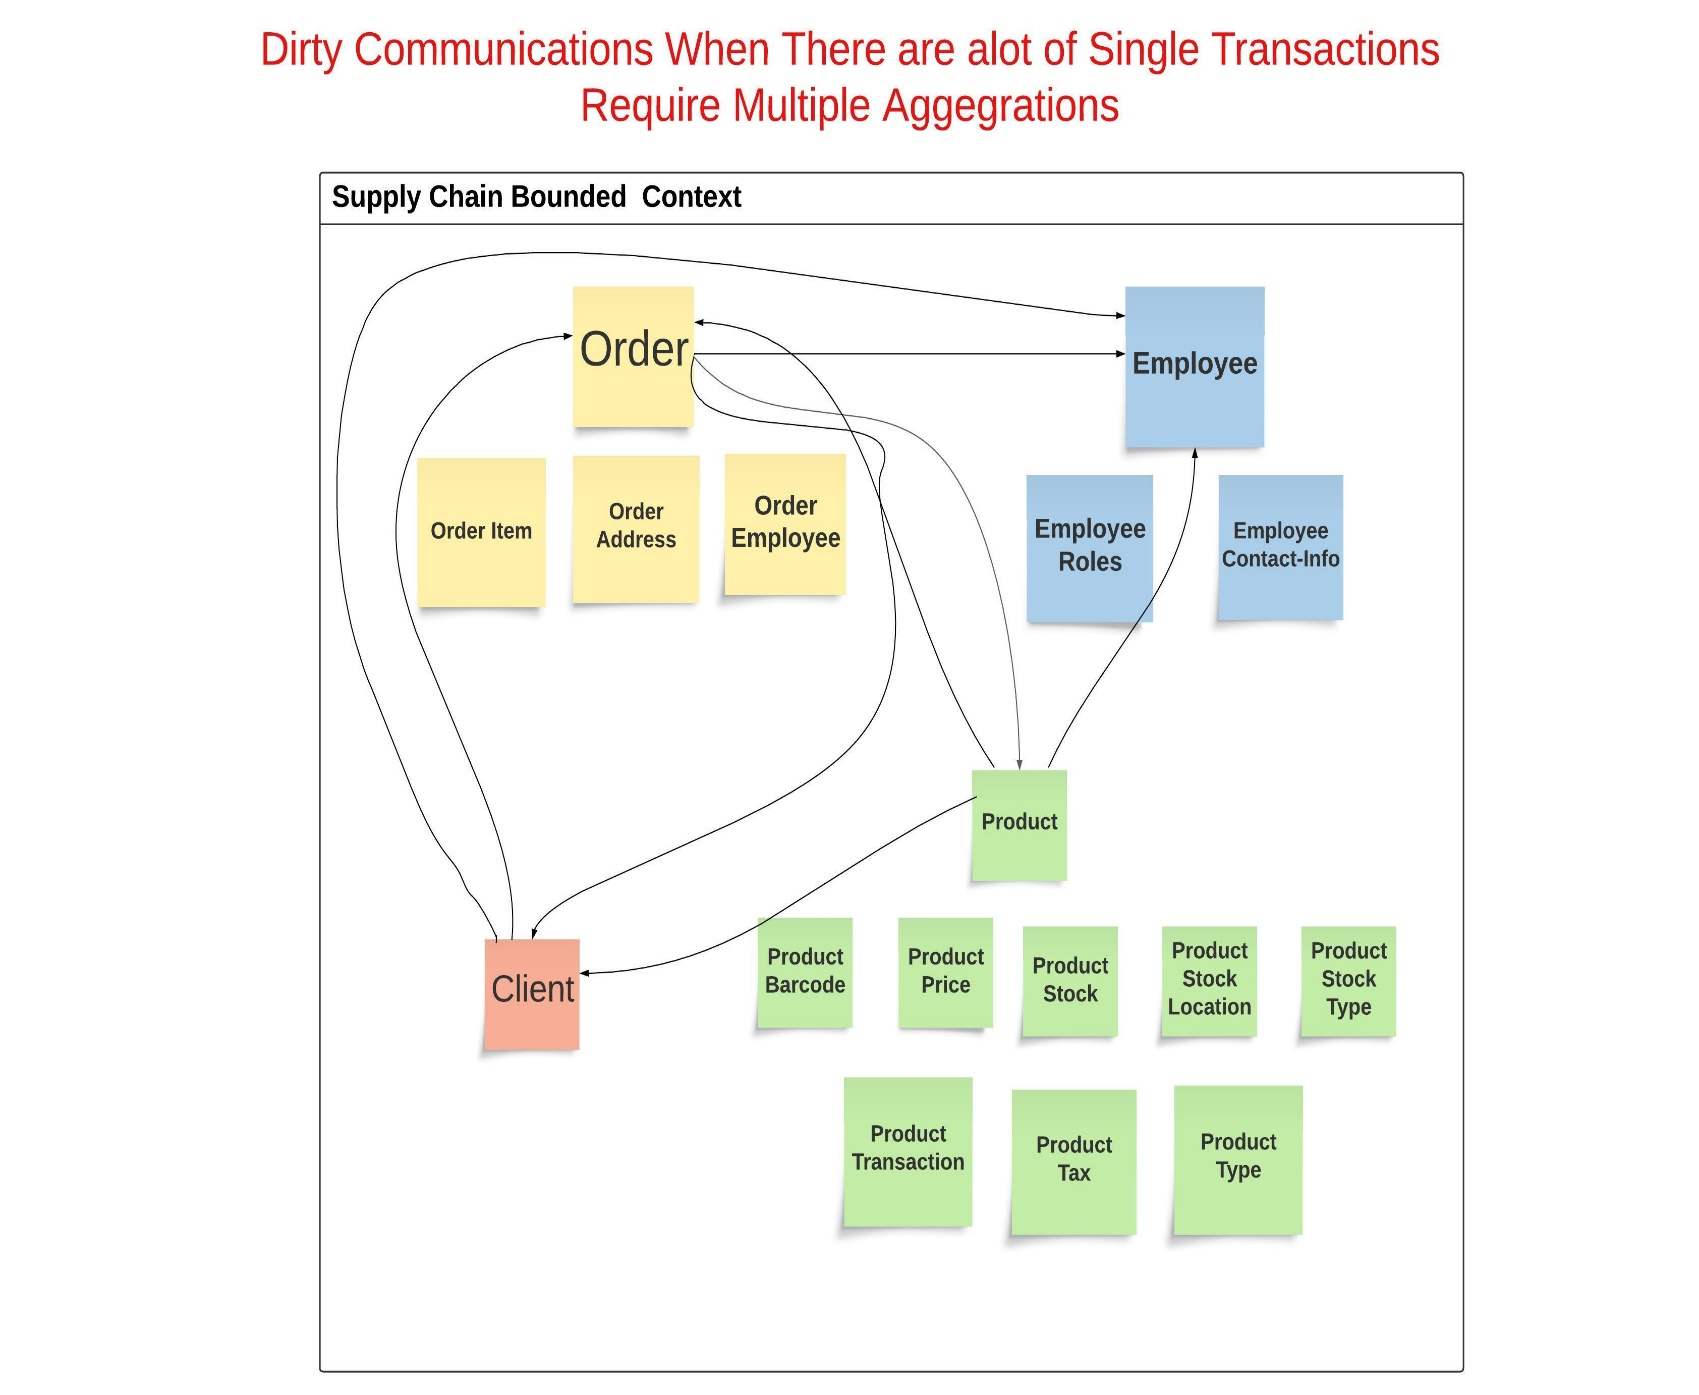 Dirty Communications When There are alot of Single Transactions
Require Multiple Aggegrations
Supply Chain Bounded  Context
Order
Employee
Order Item
Order
Address
Order
Employee
Employee
Roles
Employee
Contact-Info
Product
Client
Product
Barcode
Product
Price
Product
Stock
Product
Stock
Location
Product
Stock
Type
Product
Transaction
Product
Tax
Product
Type